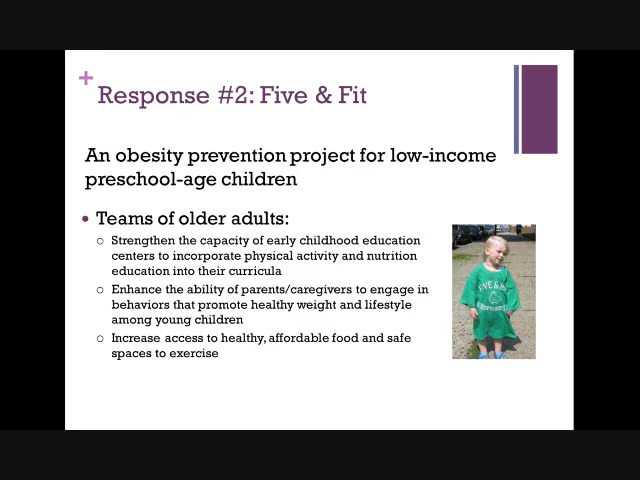 +
Response #2: Five & Fit
An obesity prevention project for low-income
preschool-age children
• Teams of older adults:
○ Strengthen the capacity of early childhood education
centers to incorporate physical activity and nutrition
education into their curricula
○ Enhance the ability of parents/caregivers to engage in
behaviors that promote healthy weight and lifestyle
among young children
○ Increase access to healthy, affordable food and safe
spaces to exercise
FIVE &